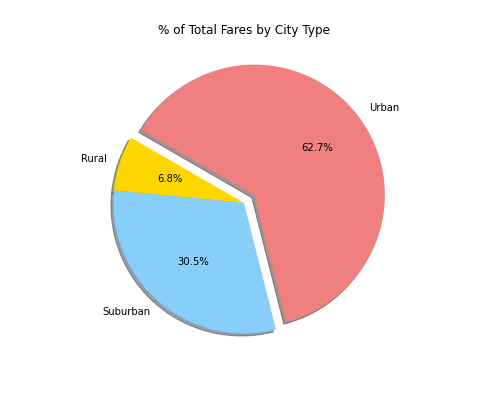 % of Total Fares by City Type
Urban
62.7%
Rural
6.8%
30.5%
Suburban